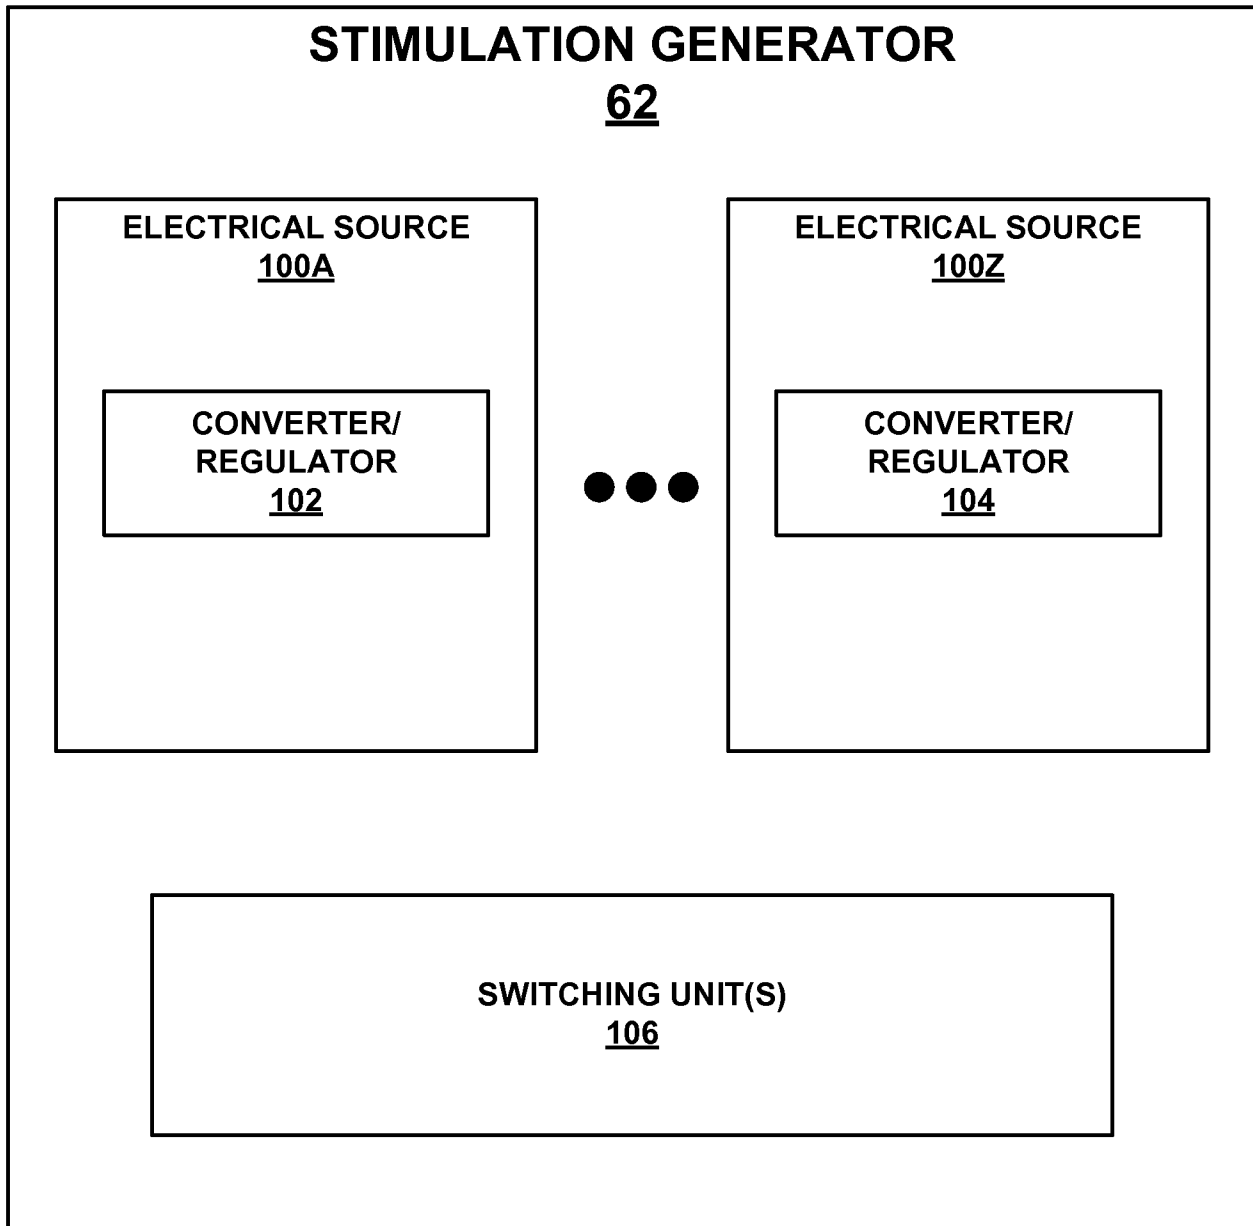 STIMULATION GENERATOR
62
ELECTRICAL SOURCE
100A
CONVERTER/
REGULATOR
102
ELECTRICAL SOURCE
100Z
CONVERTER/
REGULATOR
104
SWITCHING UNIT(S)
106